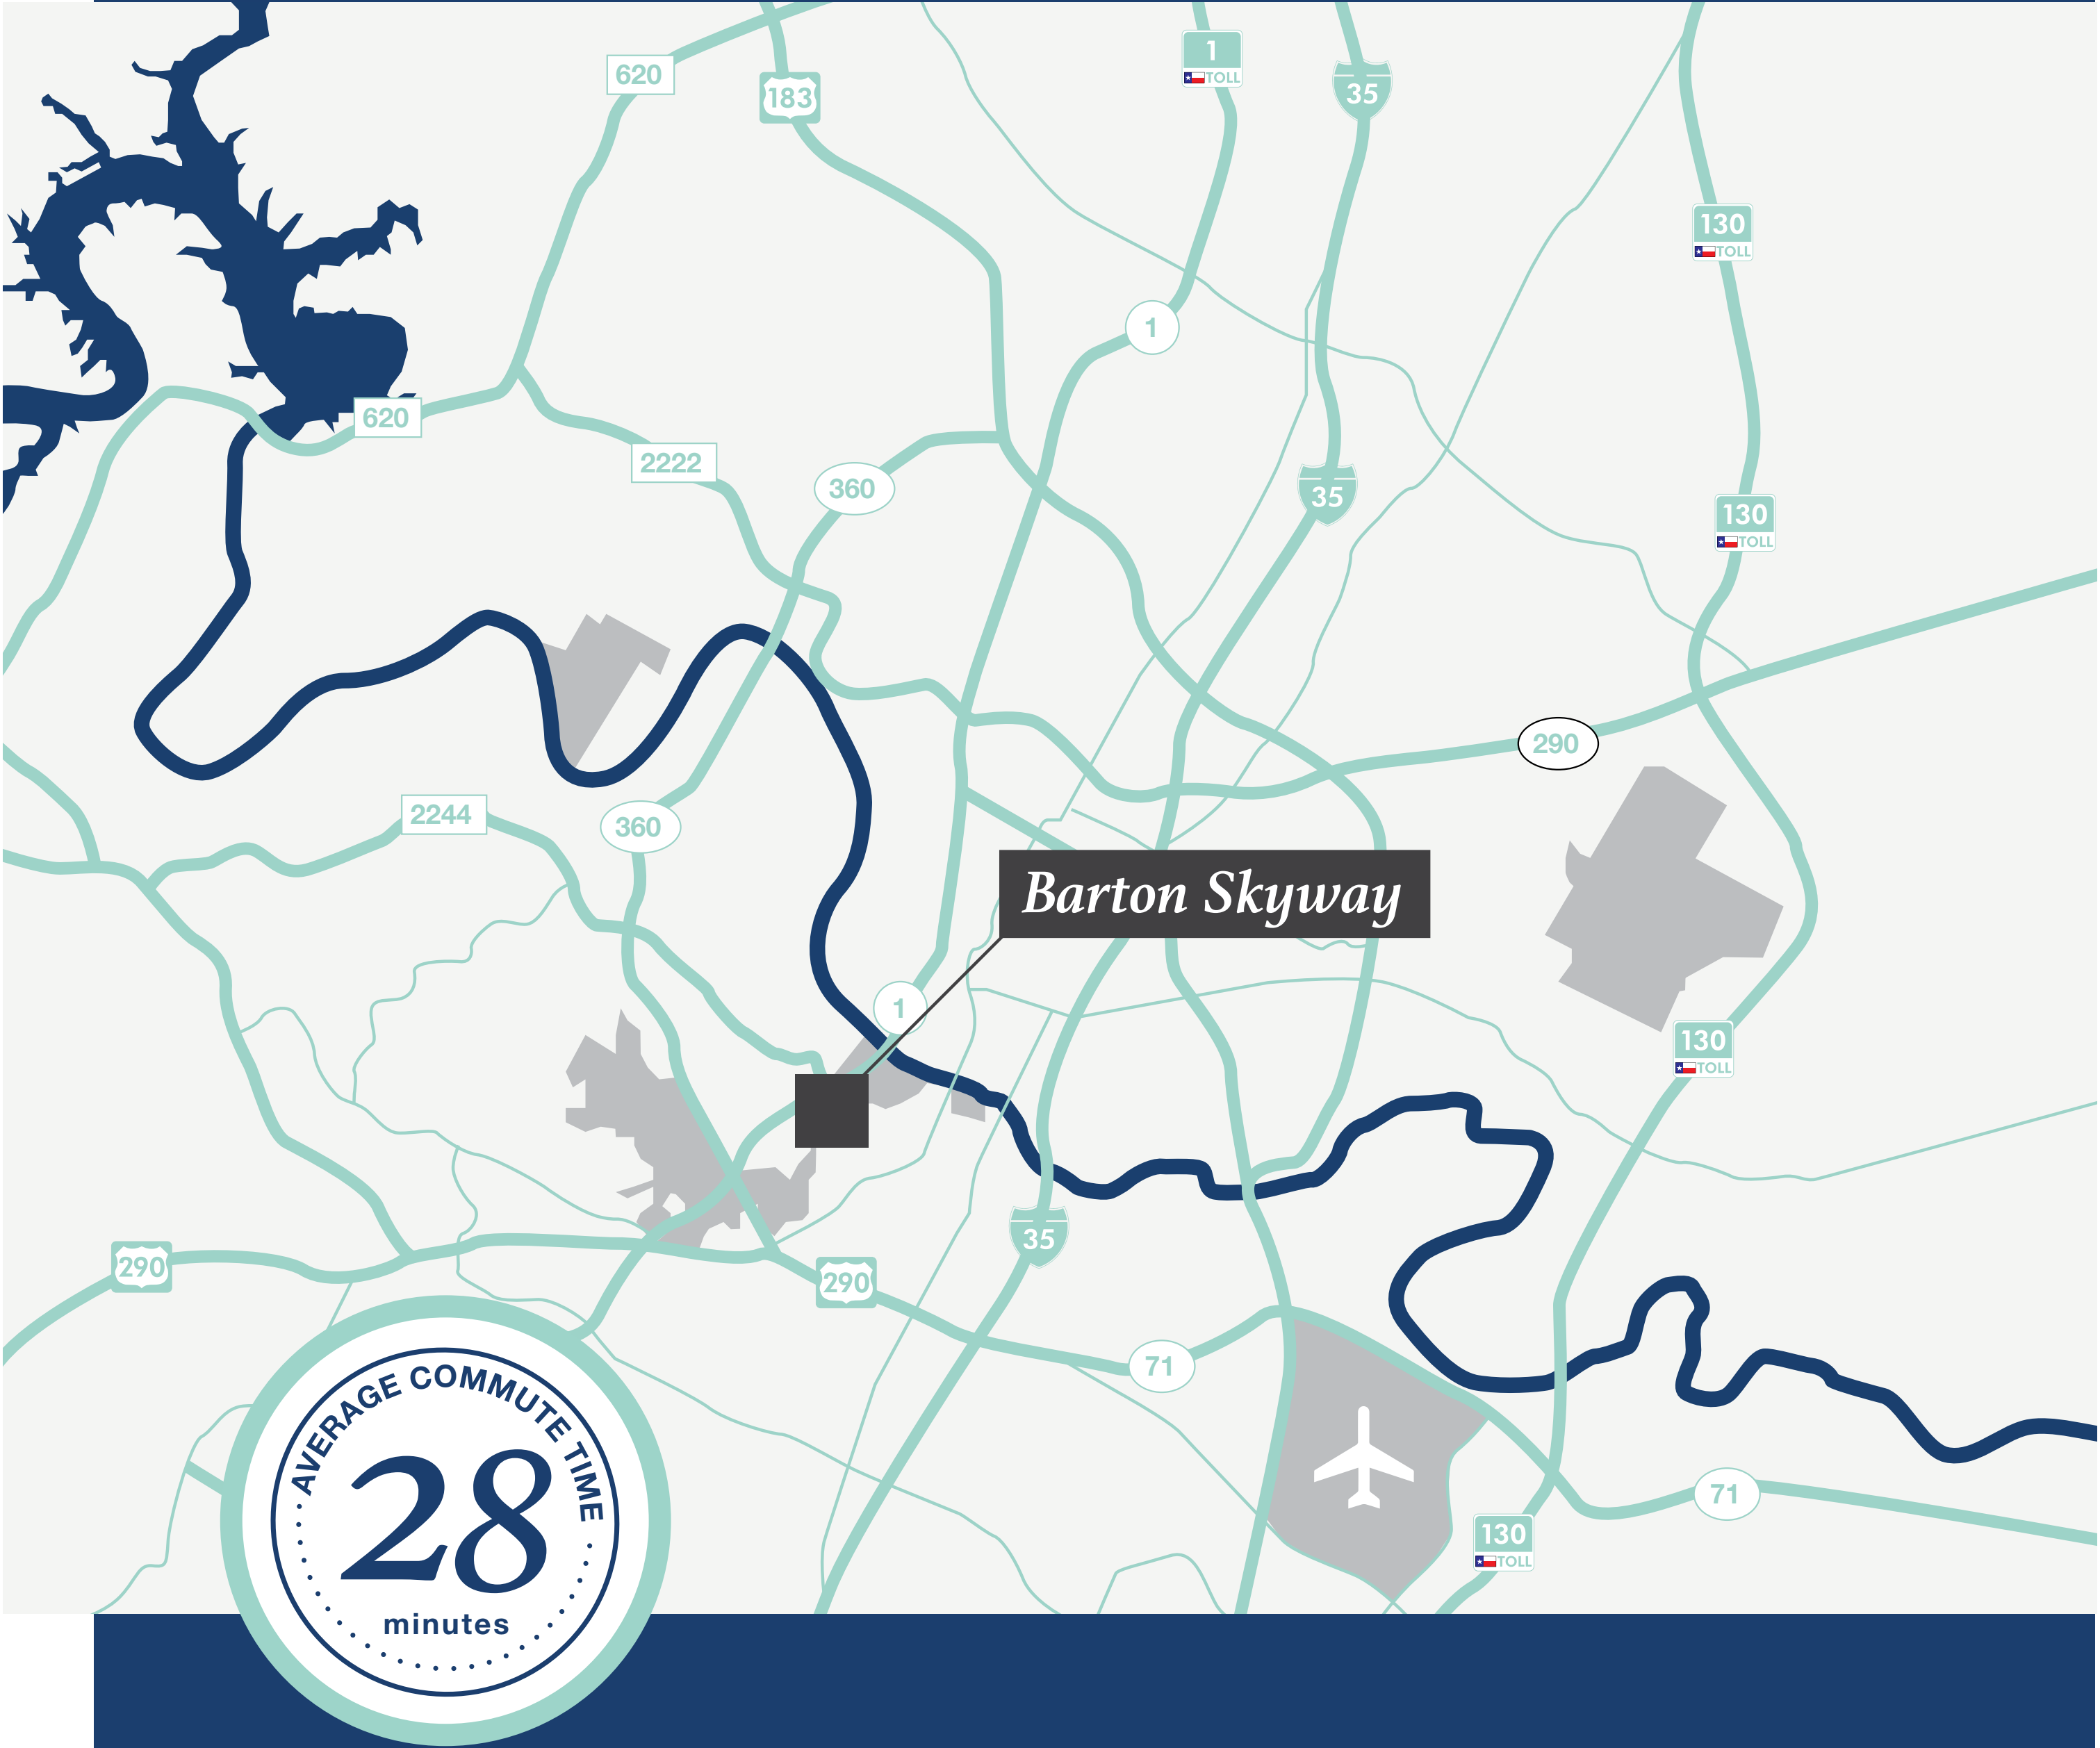 620
183
1
TOLL
35
130
TOLL
1
620
2222
360
35
130
TOLL
290
2244
360
Barton Skyway
1
130
TOLL
35
290
290
71
71
130
TOLL
AVERAGE COMMUTE TIME
28
minutes